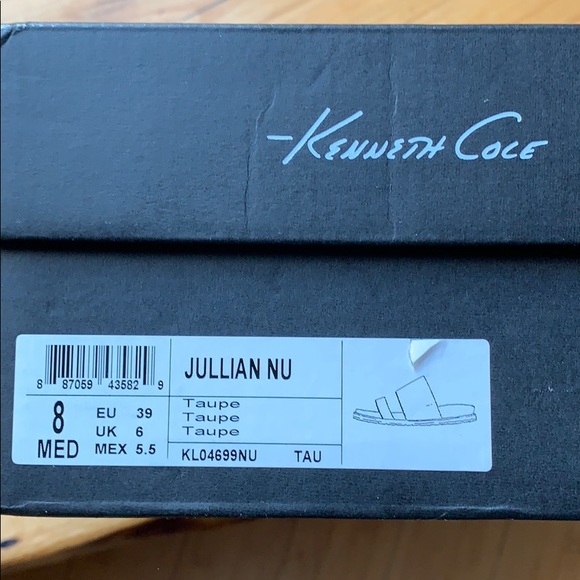 -Kenneth Cole
8 87059 43582 9
JULLIAN NU
8 EU 39
UK 6
MED MEX 5.5
Taupe
Taupe
Taupe
KL04699NU TAU